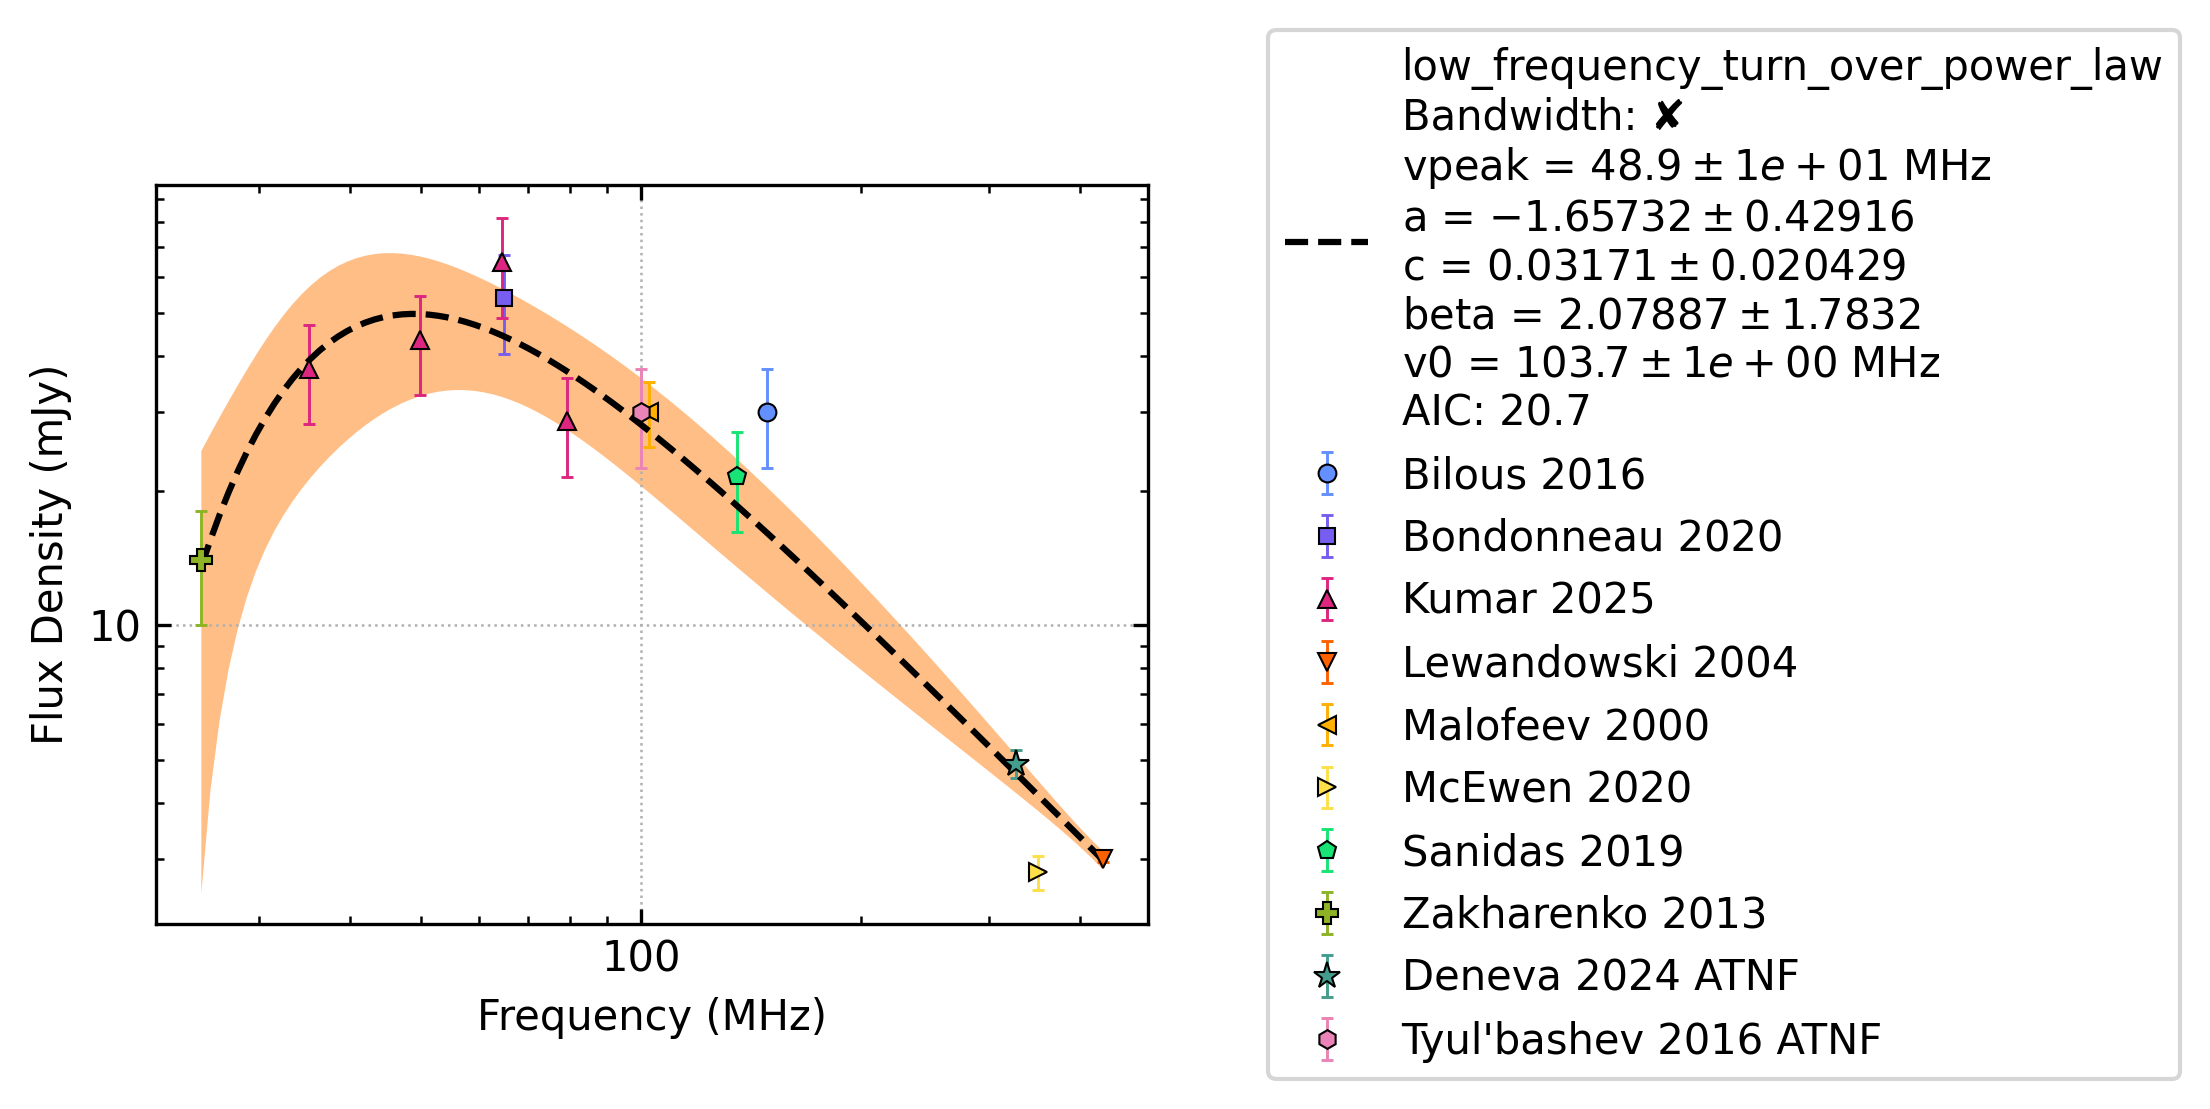 low_frequency_turn_over_power_law
Bandwidth: ✘
vpeak = 48.9 ± 1e + 01 MHz
a = −1.65732 ± 0.42916
c = 0.03171 ± 0.020429
beta = 2.07887 ± 1.7832
v0 = 103.7 ± 1e + 00 MHz
AIC: 20.7
Bilous 2016
Bondonneau 2020
Kumar 2025
Lewandowski 2004
Malofeev 2000
McEwen 2020
Sanidas 2019
Zakharenko 2013
Deneva 2024 ATNF
Tyul'bashev 2016 ATNF
Flux Density (mJy)
10
100
Frequency (MHz)